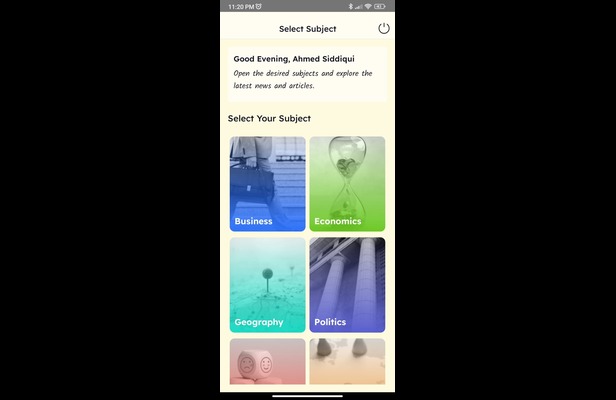 11:20 PM
Select Subject
Good Evening, Ahmed Siddiqui
Open the desired subjects and explore the
latest news and articles.
Select Your Subject
Business
Economics
Geography
Politics